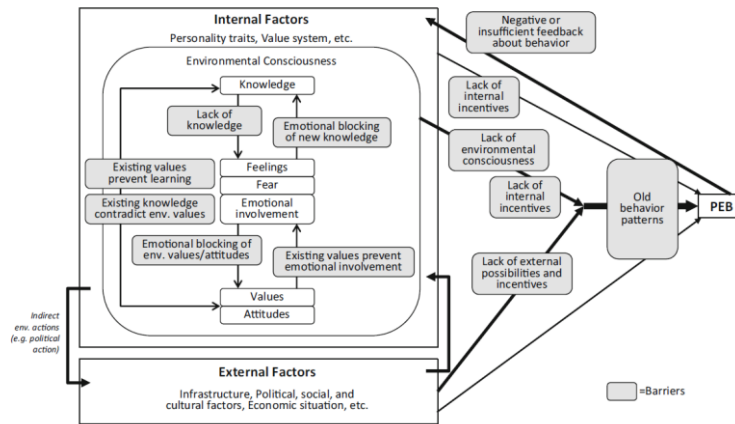 Internal Factors
Personality traits, Value system, etc.
Environmental Consciousness
Knowledge
Lack of
knowledge
Emotional blocking
of new knowledge
Existing values
prevent learning
Existing knowledge
contradict env. values
Feelings
Fear
Emotional
involvement
Emotional blocking of
env. values/attitudes
Existing values prevent
emotional involvement
Values
Attitudes
Indirect
env. actions
(e.g. political
action)
External Factors
Infrastructure, Political, social, and
cultural factors, Economic situation, etc.
Negative or
insufficient feedback
about behavior
Lack of
internal
incentives
Lack of
environmental
consciousness
Lack of
internal
incentives
Lack of external
possibilities and
incentives
Old
behavior
patterns
PEB
=Barriers